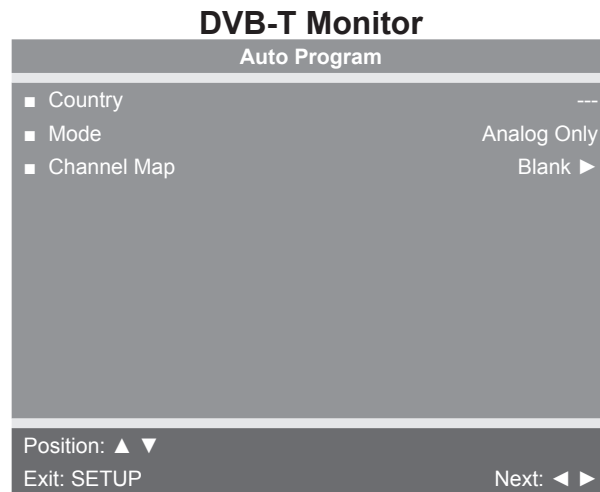 DVB-T Monitor
Auto Program
■ Country ---
■ Mode Analog Only
■ Channel Map Blank ►
Position: ▲ ▼
Exit: SETUP Next: ◄ ►